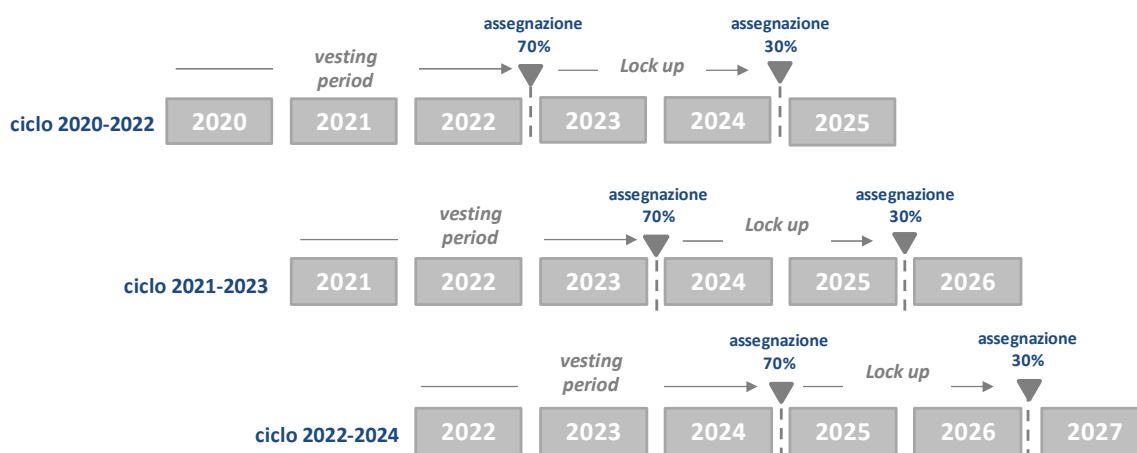 assegnazione
70%
assegnazione
30%
vesting
period
Lock up
ciclo 2020-2022
2020 2021 2022 2023 2024 2025
assegnazione
70%
assegnazione
30%
vesting
period
Lock up
ciclo 2021-2023
2021 2022 2023 2024 2025 2026
assegnazione
70%
assegnazione
30%
vesting
period
Lock up
ciclo 2022-2024
2022 2023 2024 2025 2026 2027